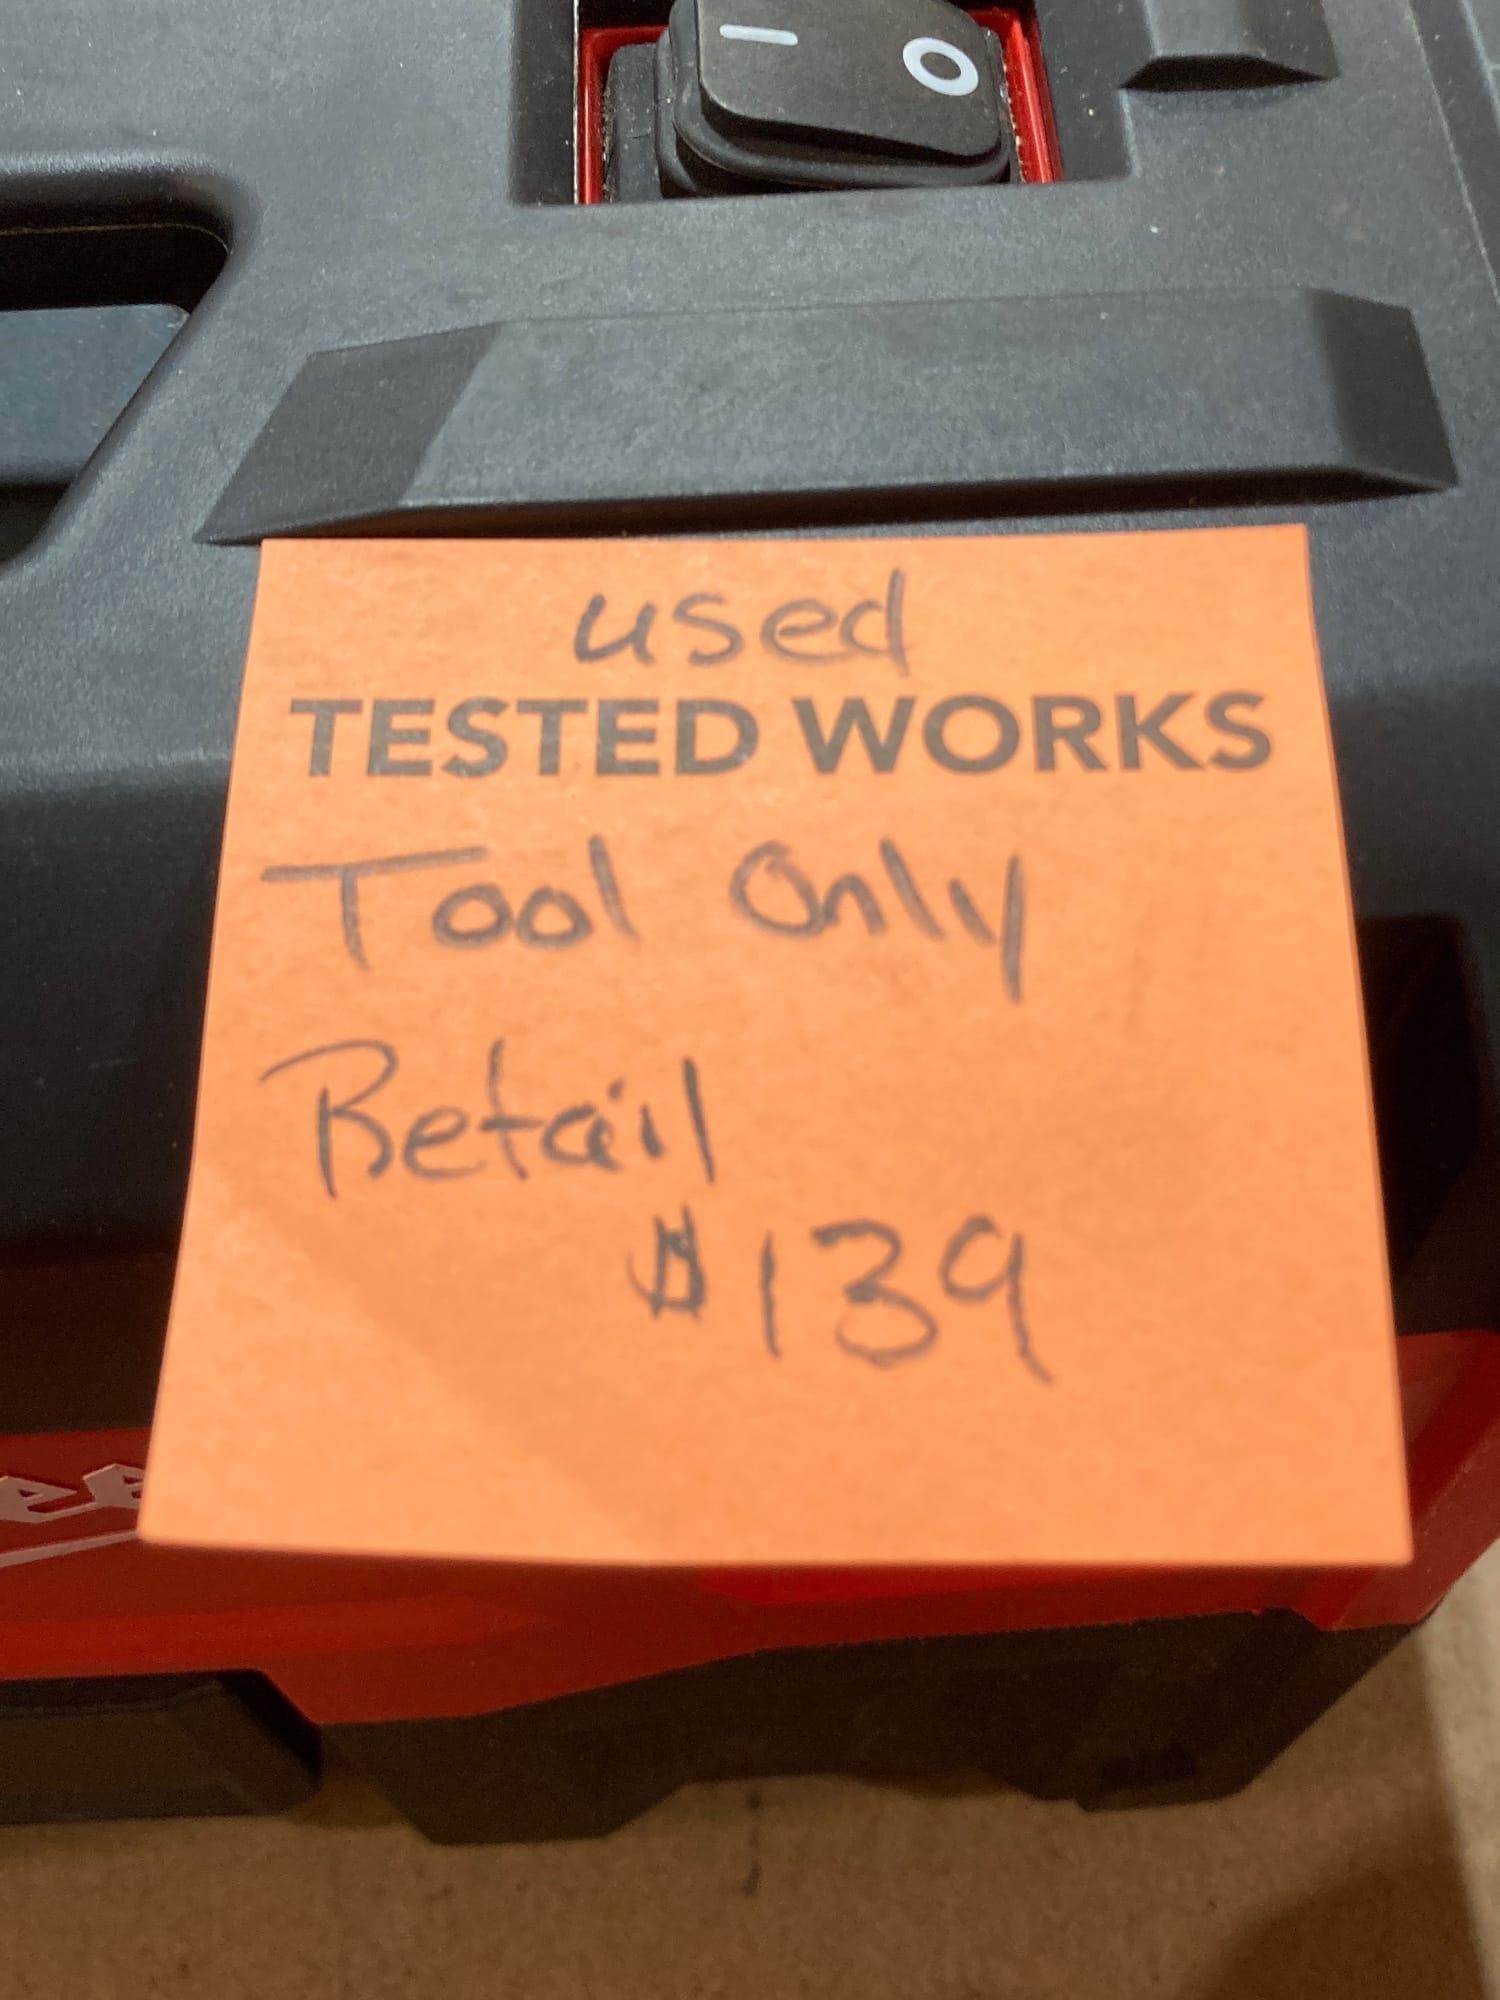 used
TESTED WORKS
Tool Only
Retail
$139